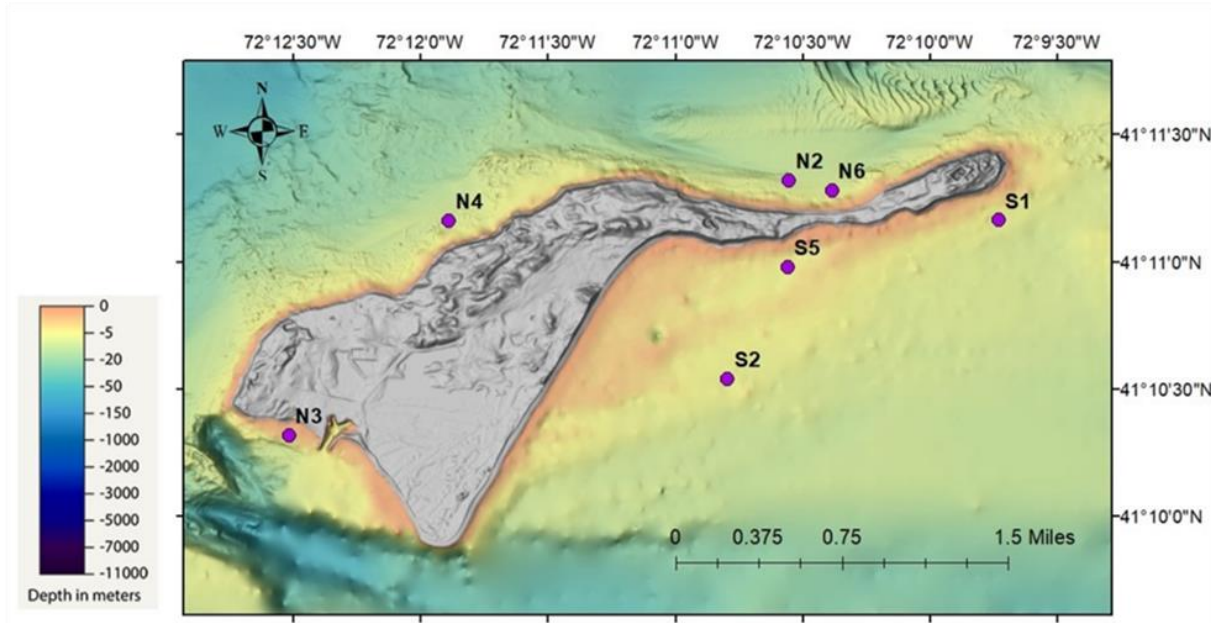 72°12'30"W 72°12'0"W 72°11'30"W 72°11'0"W 72°10'30"W 72°10'0"W 72°9'30"W
N
W E
S
41°11'30"N
N2 N6
N4
S1
S5
41°11'0"N
S2
41°10'30"N
N3
41°10'0"N
0 0.375 0.75 1.5 Miles
0
-5
-20
-50
-150
-1000
-2000
-3000
-5000
-7000
-11000
Depth in meters